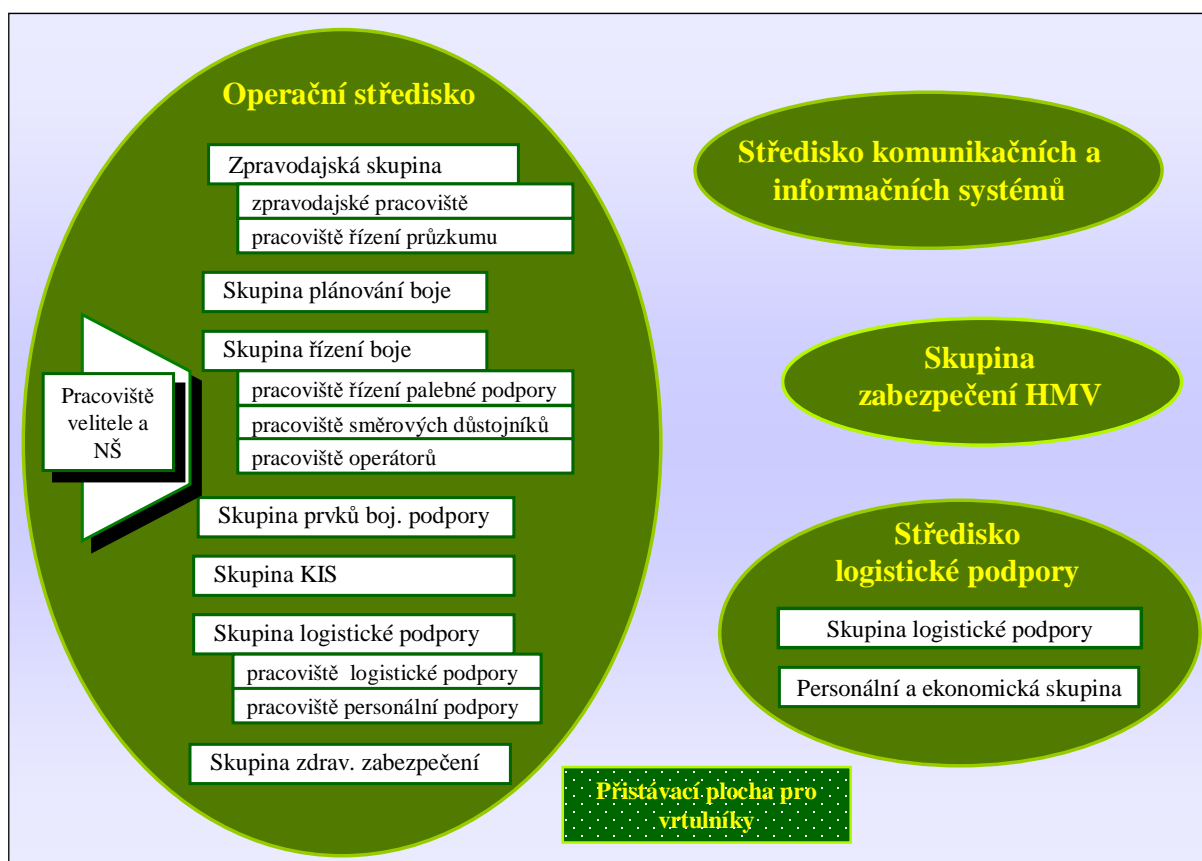 Operační středisko
Zpravodajská skupina
zpravodajské pracoviště
pracoviště řízení průzkumu
Skupina plánování boje
Skupina řízení boje
pracoviště řízení palebné podpory
pracoviště směrových důstojníků
pracoviště operátorů
Pracoviště
velitele a
NŠ
Skupina prvků boj. podpory
Skupina KIS
Skupina logistické podpory
pracoviště logistické podpory
pracoviště personální podpory
Skupina zdrav. zabezpečení
Středisko komunikačních a
informačních systémů
Skupina
zabezpečení HMV
Středisko
logistické podpory
Skupina logistické podpory
Personální a ekonomická skupina
Přistávací plocha pro
vrtulníky